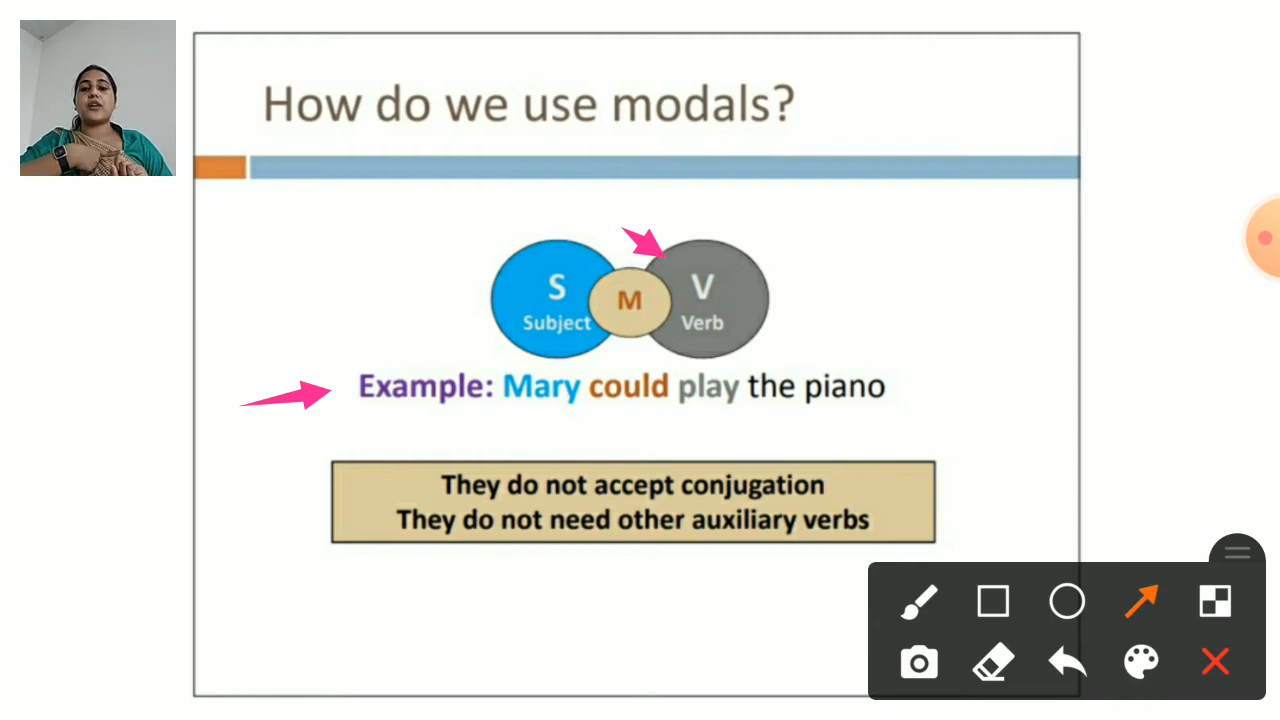 How do we use modals?
S
Subject
M
V
Verb
Example: Mary could play the piano
They do not accept conjugation
They do not need other auxiliary verbs